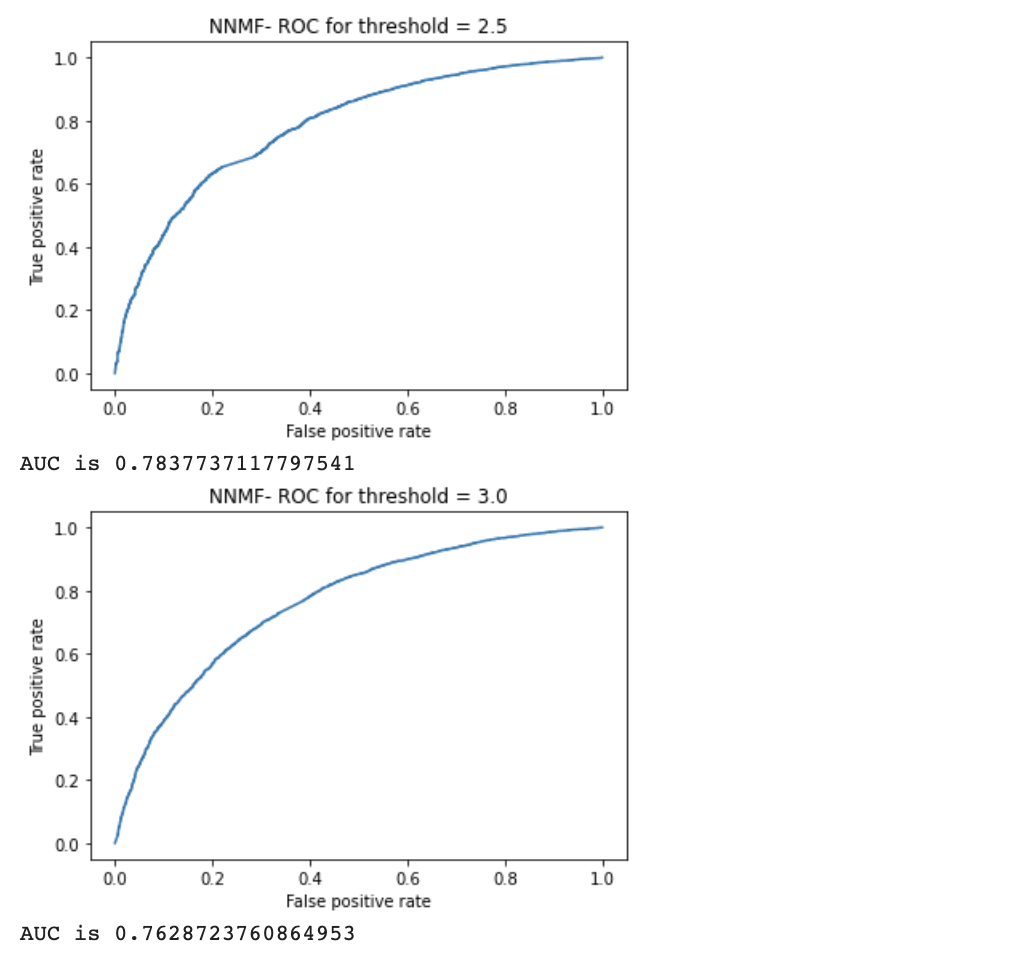 NNMF- ROC for threshold = 2.5
1.0
0.8
0.6
0.4
0.2
0.0
True positive rate
0.0 0.2 0.4 0.6 0.8 1.0
False positive rate
AUC is 0.7837737117797541
NNMF- ROC for threshold = 3.0
1.0
0.8
0.6
0.4
0.2
0.0
True positive rate
0.0 0.2 0.4 0.6 0.8 1.0
False positive rate
AUC is 0.7628723760864953